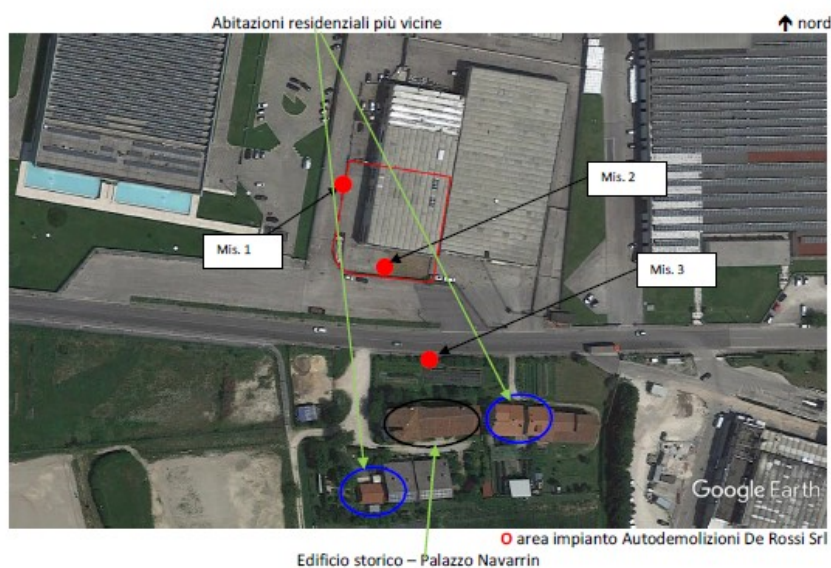 Abitazioni residenziali più vicine
↑ nord
Mis. 2
Mis. 1
Mis. 3
Google Earth
O area impianto Autodemolizioni De Rossi Srl
Edificio storico – Palazzo Navarrin